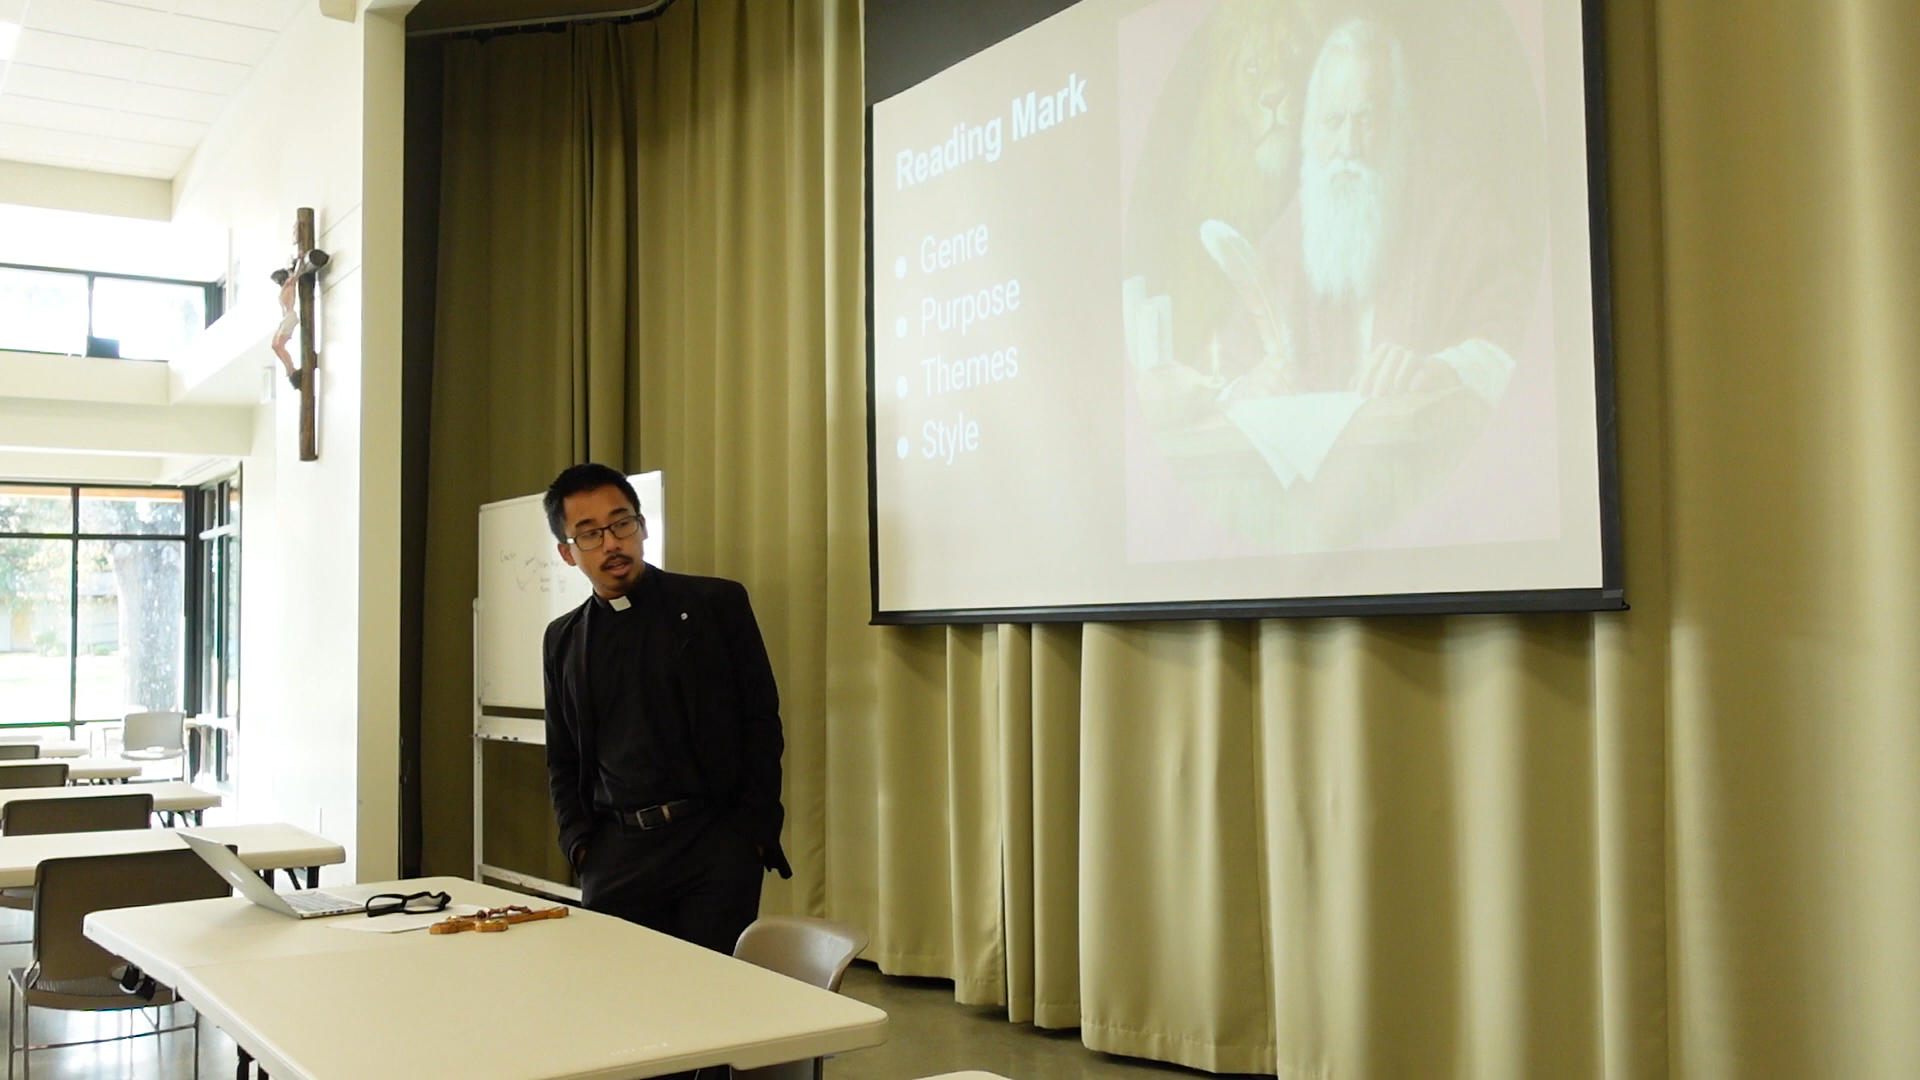 Reading Mark
• Genre
• Purpose
• Themes
• Style